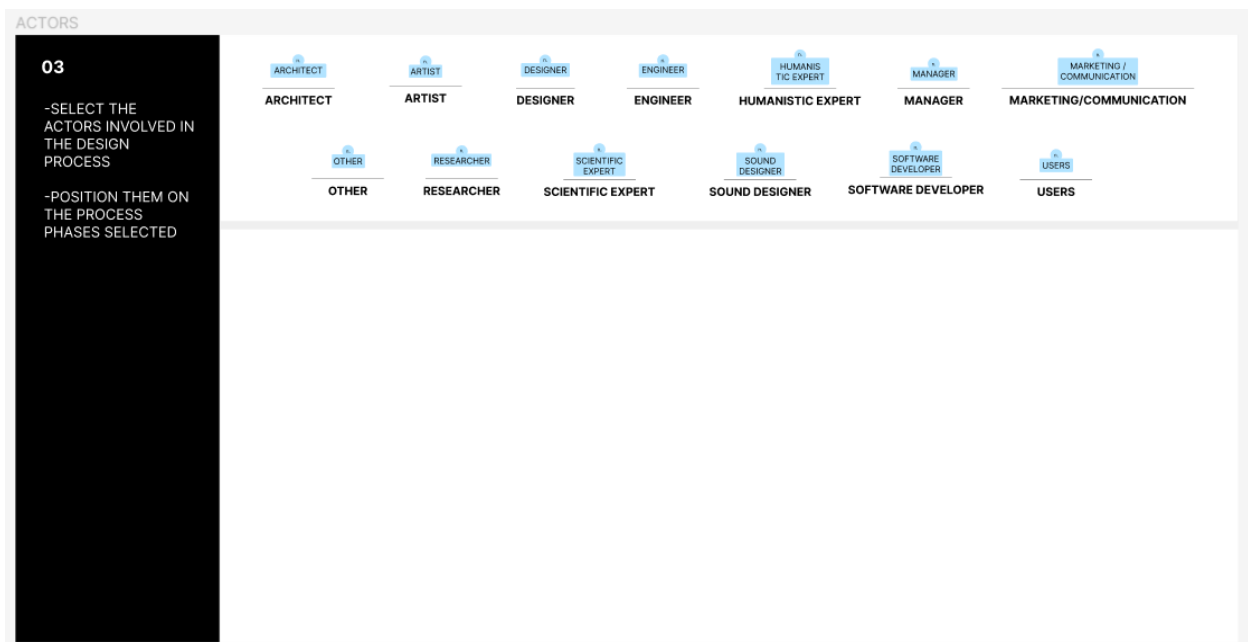 ACTORS
03
-SELECT THE
ACTORS INVOLVED IN
THE DESIGN
PROCESS
-POSITION THEM ON
THE PROCESS
PHASES SELECTED
ARCHITECT
ARTIST
DESIGNER
ENGINEER
HUMANIS
TIC EXPERT
MANAGER
MARKETING /
COMMUNICATION
ARCHITECT
ARTIST
DESIGNER
ENGINEER
HUMANISTIC EXPERT
MANAGER
MARKETING/COMMUNICATION
OTHER
RESEARCHER
SCIENTIFIC
EXPERT
SOUND
DESIGNER
SOFTWARE
DEVELOPER
USERS
OTHER
RESEARCHER
SCIENTIFIC EXPERT
SOUND DESIGNER
SOFTWARE DEVELOPER
USERS